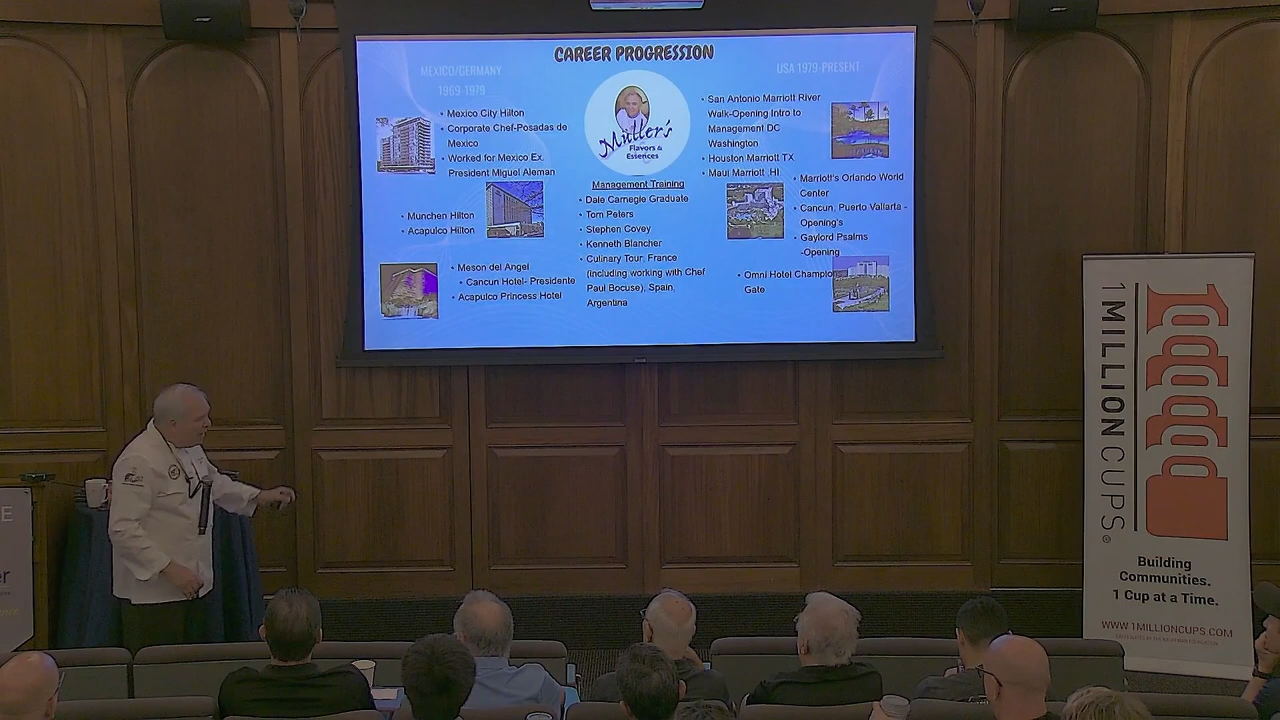 CAREER PROGRESSION
MEXICO/GERMANY
1969-1979
• Mexico City Hilton
• Corporate Chef-Posadas de
Mexico
• Worked for Mexico Ex.
President Miguel Aleman
• Munchen Hilton
• Acapulco Hilton
• Meson del Angel
• Cancun Hotel- Presidente
• Acapulco Princess Hotel
Müller's
Flavors &
Essences
Management Training
• Dale Carnegie Graduate
• Tom Peters
• Stephen Covey
• Kenneth Blancher
• Culinary Tour, France
(including working with Chef
Paul Bocuse), Spain,
Argentina
USA 1979-PRESENT
• San Antonio Marriott River
Walk-Opening Intro to
Management DC
Washington
• Houston Marriott TX
• Maui Marriott HI
• Marriott's Orlando World
Center
• Cancun, Puerto Vallarta -
Opening's
• Gaylord Psalms
-Opening
• Omni Hotel Champio
Gate
1MILLIONCUPS®
Building
Communities.
1 Cup at a Time.
WWW.1MILLIONCUPS.COM
E
er